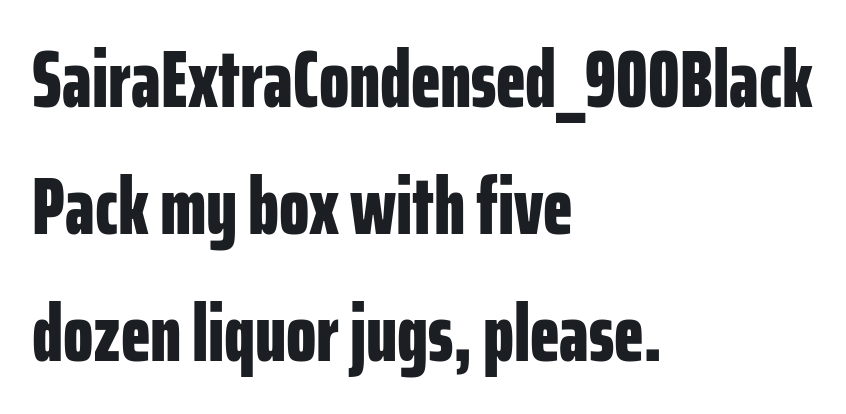 SairaExtraCondensed_900Black
Pack my box with five
dozen liquor jugs, please.